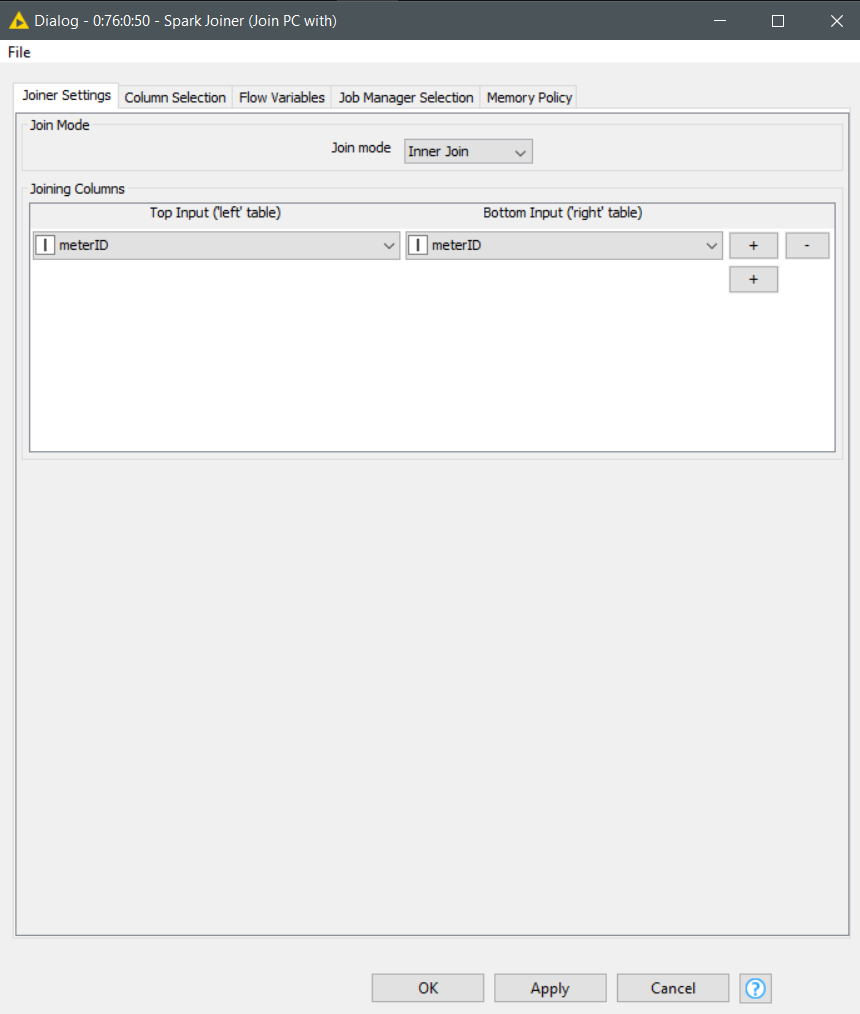 Dialog - 0:76:0:50 - Spark Joiner (Join PC with)
File
Joiner Settings Column Selection Flow Variables Job Manager Selection Memory Policy
Join Mode
Join mode Inner Join
Joining Columns
Top Input ('left' table) Bottom Input ('right' table)
I meterID I meterID + -
+
OK Apply Cancel ?